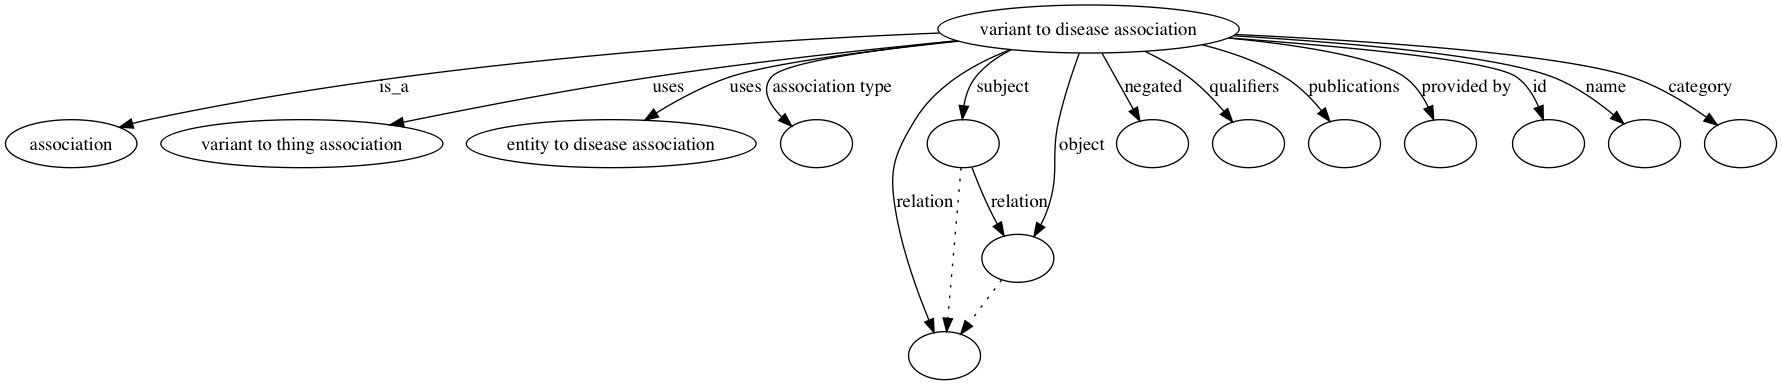 variant to disease association
is_a
uses
uses
association type
subject
negated
qualifiers
publications
provided by
id
name
category
association
variant to thing association
entity to disease association
object
relation
relation